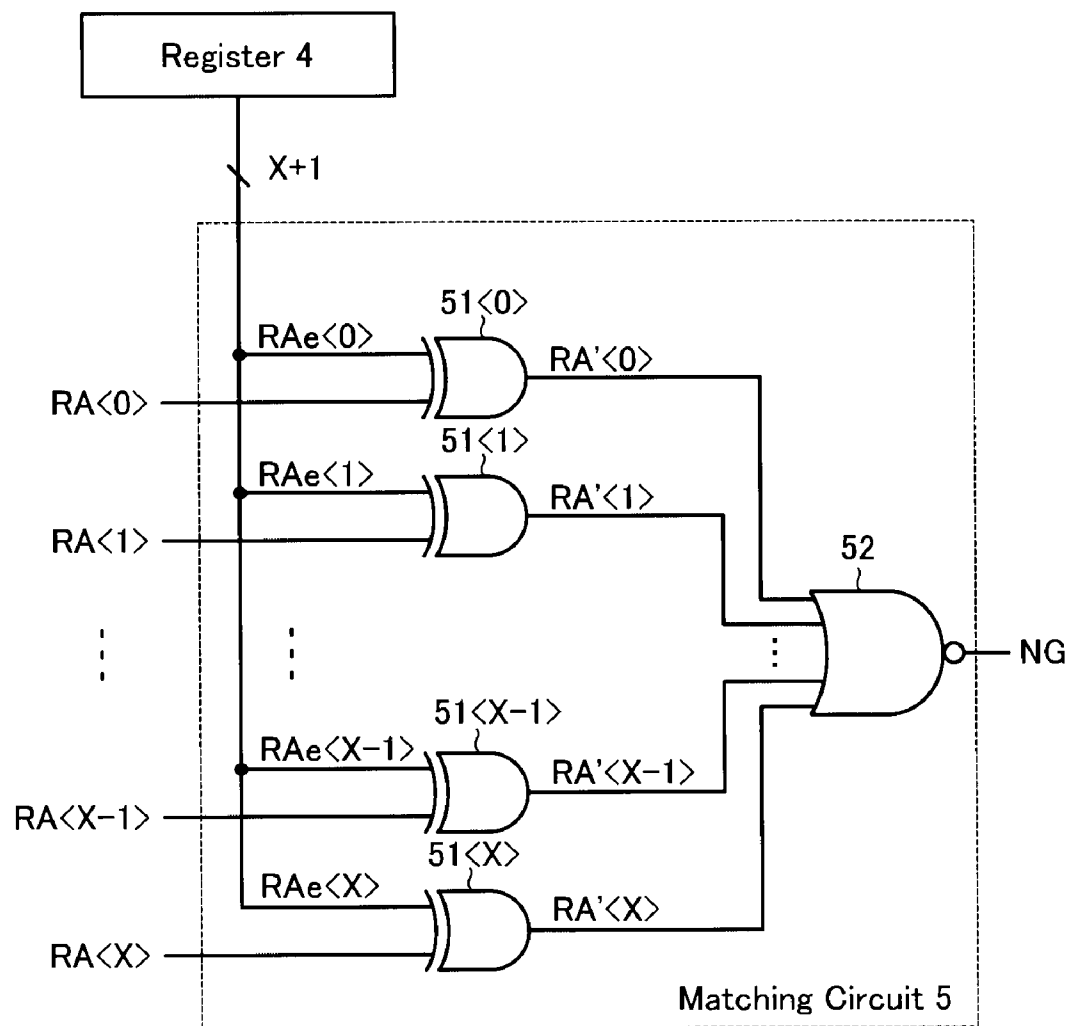 Register 4
X+1
51<0>
RAe<0>
RA'<0>
RA<0>
51<1>
RAe<1>
RA'<1>
RA<1>
52
NG
51<X-1>
RAe<X-1>
RA'<X-1>
RA<X-1>
51<X>
RAe<X>
RA'<X>
RA<X>
Matching Circuit 5